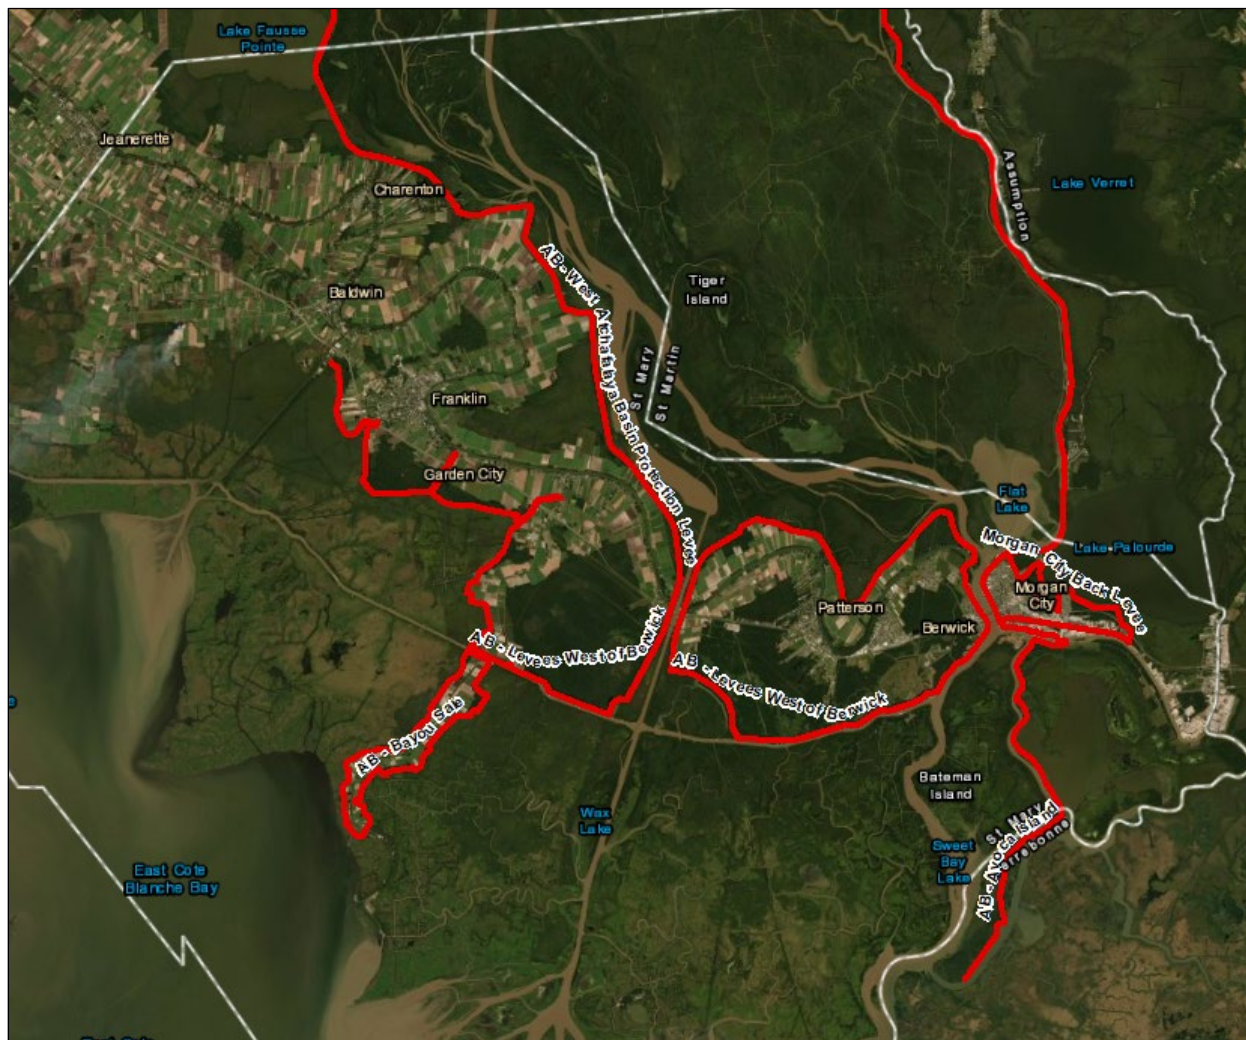 Lake Fausse
Pointe
Jeanerette
Charenton
Assumption
Lake Verret
AB - West Atchafalaya Basin Protection Levee
Tiger
Island
Baldwin
St Mary
St Martin
Franklin
Garden City
Flat
Lake
Morgan City Back Levee
Lake Palourde
Morgan
City
Patterson
Berwick
AB - Levees West of Berwick
AB - Levees West of Berwick
AB - Bayou Sale
Bateman
Island
Wax
Lake
St Mary
Terrebonne
AB - Avoca Island
Sweet
Bay
Lake
East Cote
Blanche Bay